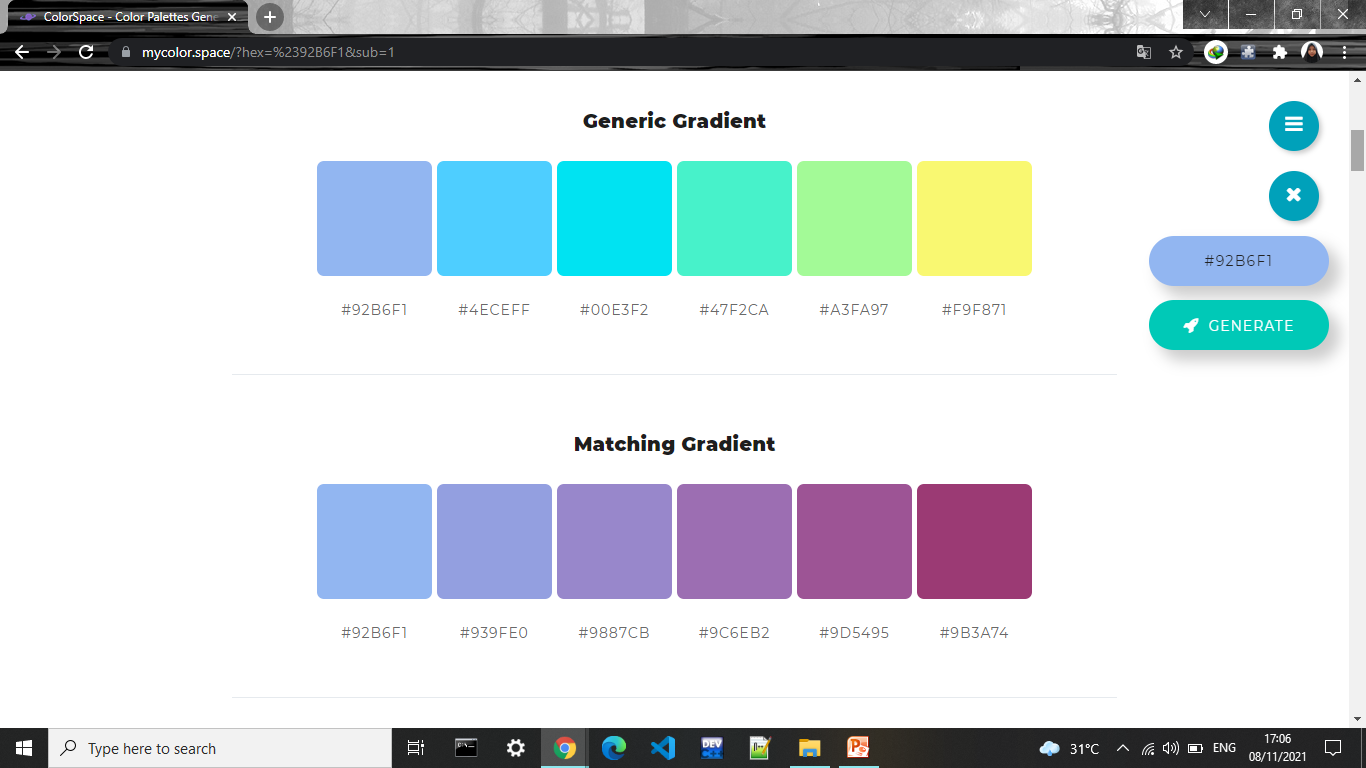 ColorSpace - Color Palettes Gene
mycolor.space/?hex=%2392B6F1&sub=1
Generic Gradient
#92B6F1 #4ECEFF #00E3F2 #47F2CA #A3FA97 #F9F871
#92B6F1
GENERATE
Matching Gradient
#92B6F1 #939FE0 #9887CB #9C6EB2 #9D5495 #9B3A74
Type here to search
DEV
31°C
ENG
17:06
08/11/2021